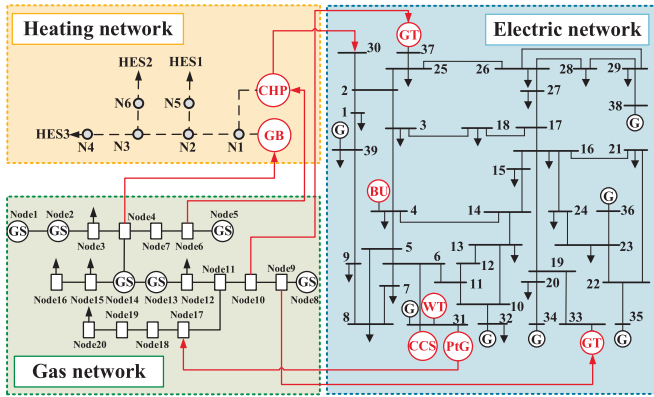 Heating network
HES2
HES1
CHP
N6
N5
HES3
N4
N3
N2
N1
GB
Electric network
GT
30
37
25
26
28
29
2
27
38
G
1
G
3
18
17
39
16
21
15
BU
G
36
4
14
24
5
13
23
6
12
19
22
9
7
11
20
10
WT
8
G
31
32
34
33
35
G
G
G
CCS
PtG
GT
Node1
Node2
Node4
Node5
GS
GS
GS
Node3
Node7
Node6
Node11
Node9
GS
GS
GS
Node16
Node15
Node14
Node13
Node12
Node10
Node8
Node19
Node17
Node20
Node18
Gas network